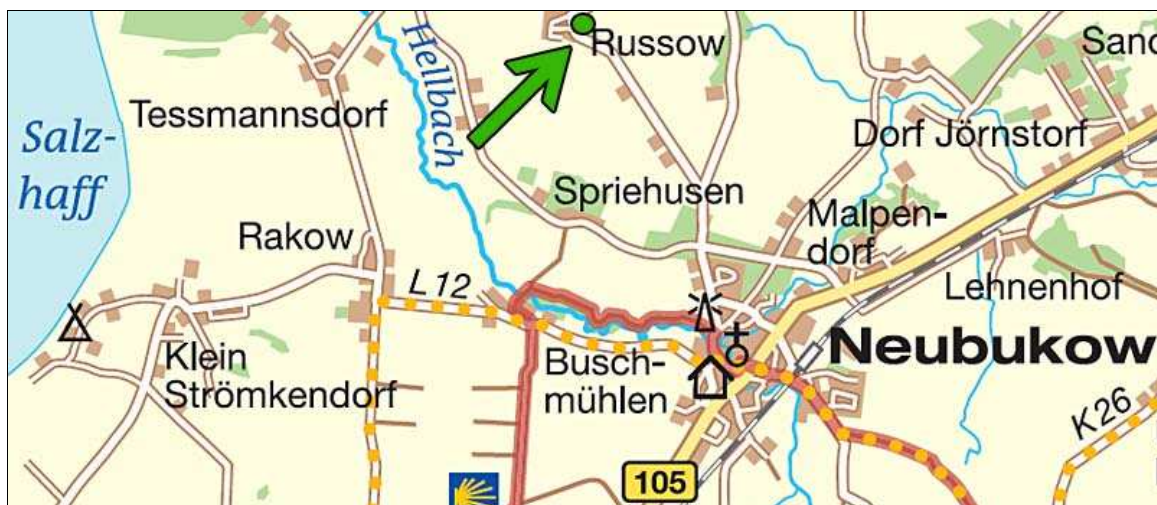 Hellbach
Russow
Sand
Tessmannsdorf
Salz-
haff
Dorf Jörnstorf
Spriehusen
Malpen-
dorf
Rakow
L 12
Lehnenhof
Neubukow
Klein
Strömkendorf
Busch-
mühlen
K 26
105